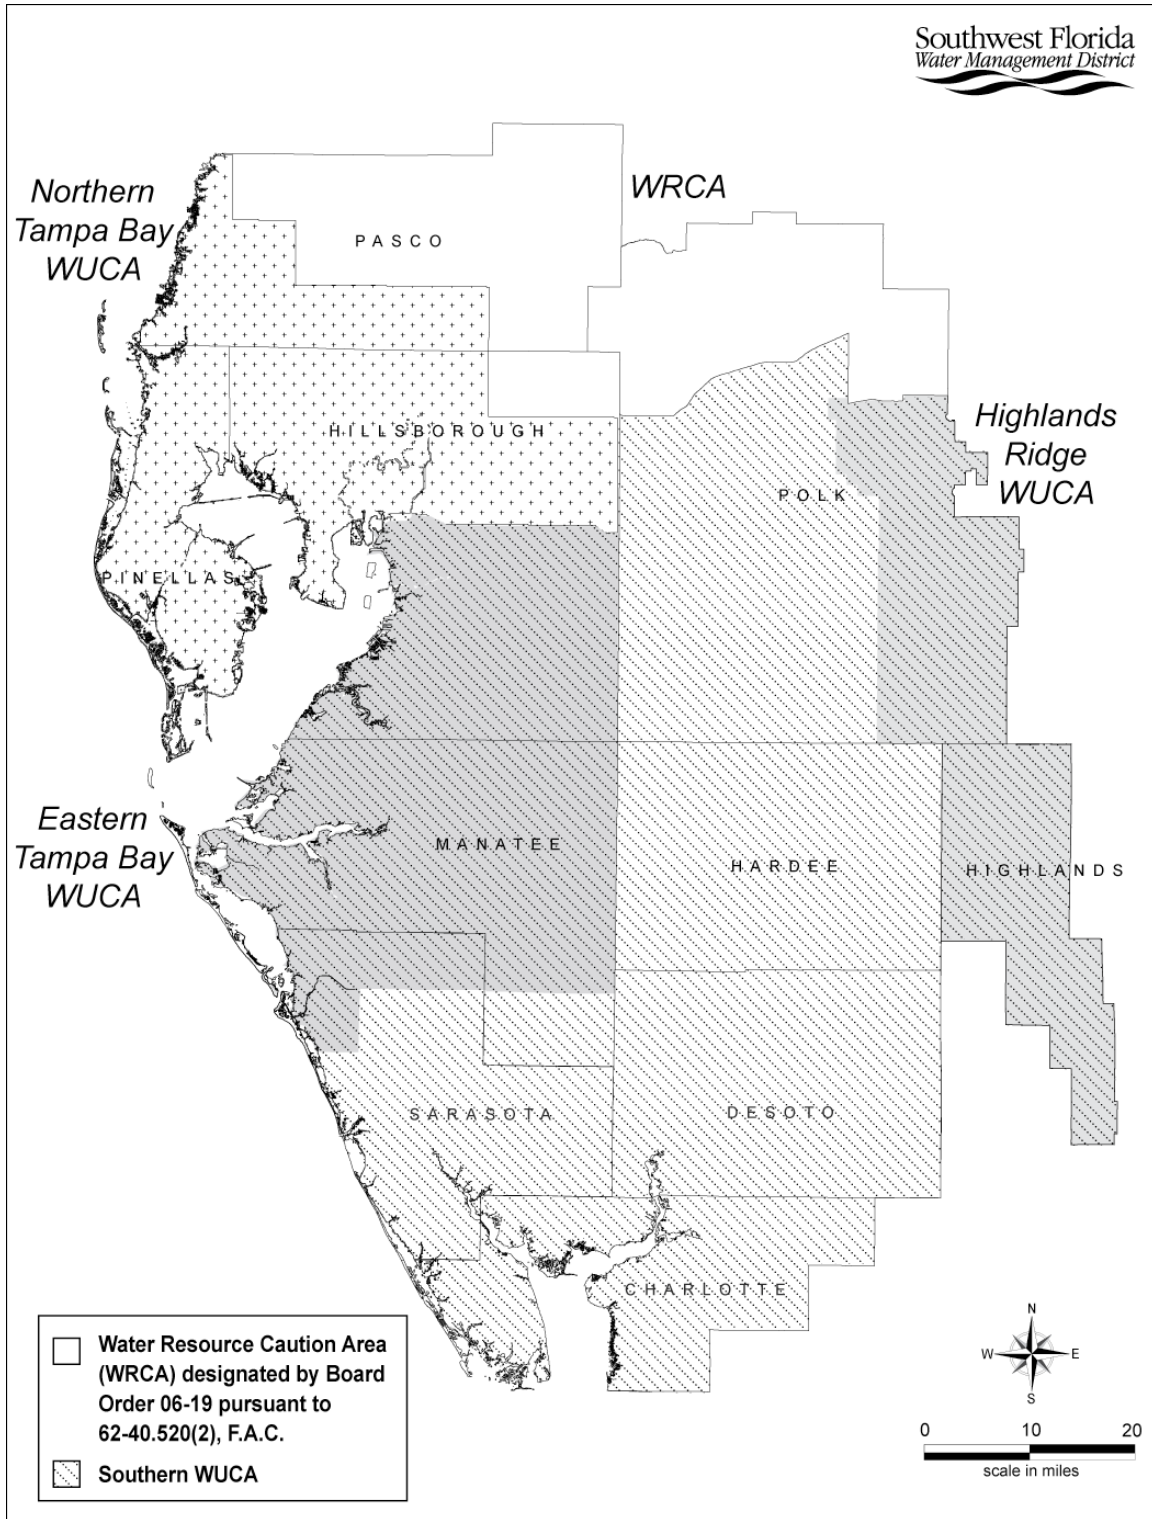 Southwest Florida
Water Management District
Northern
Tampa Bay
WUCA
WRCA
PASCO
Highlands
Ridge
WUCA
HILLSBOROUGH
POLK
PINELLAS
Eastern
Tampa Bay
WUCA
MANATEE
HARDEE
HIGHLANDS
SARASOTA
DESOTO
CHARLOTTE
Water Resource Caution Area
(WRCA) designated by Board
Order 06-19 pursuant to
62-40.520(2), F.A.C.
Southern WUCA
N
W E
S
0 10 20
scale in miles